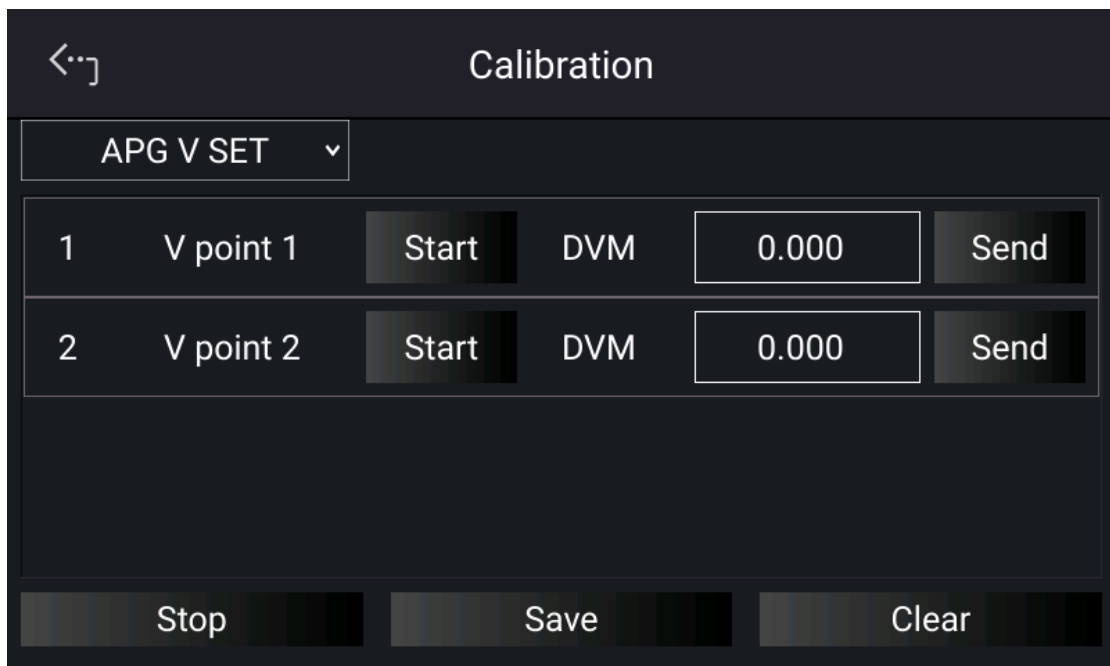 Calibration
APG V SET
1 V point 1 Start DVM 0.000 Send
2 V point 2 Start DVM 0.000 Send
Stop Save Clear